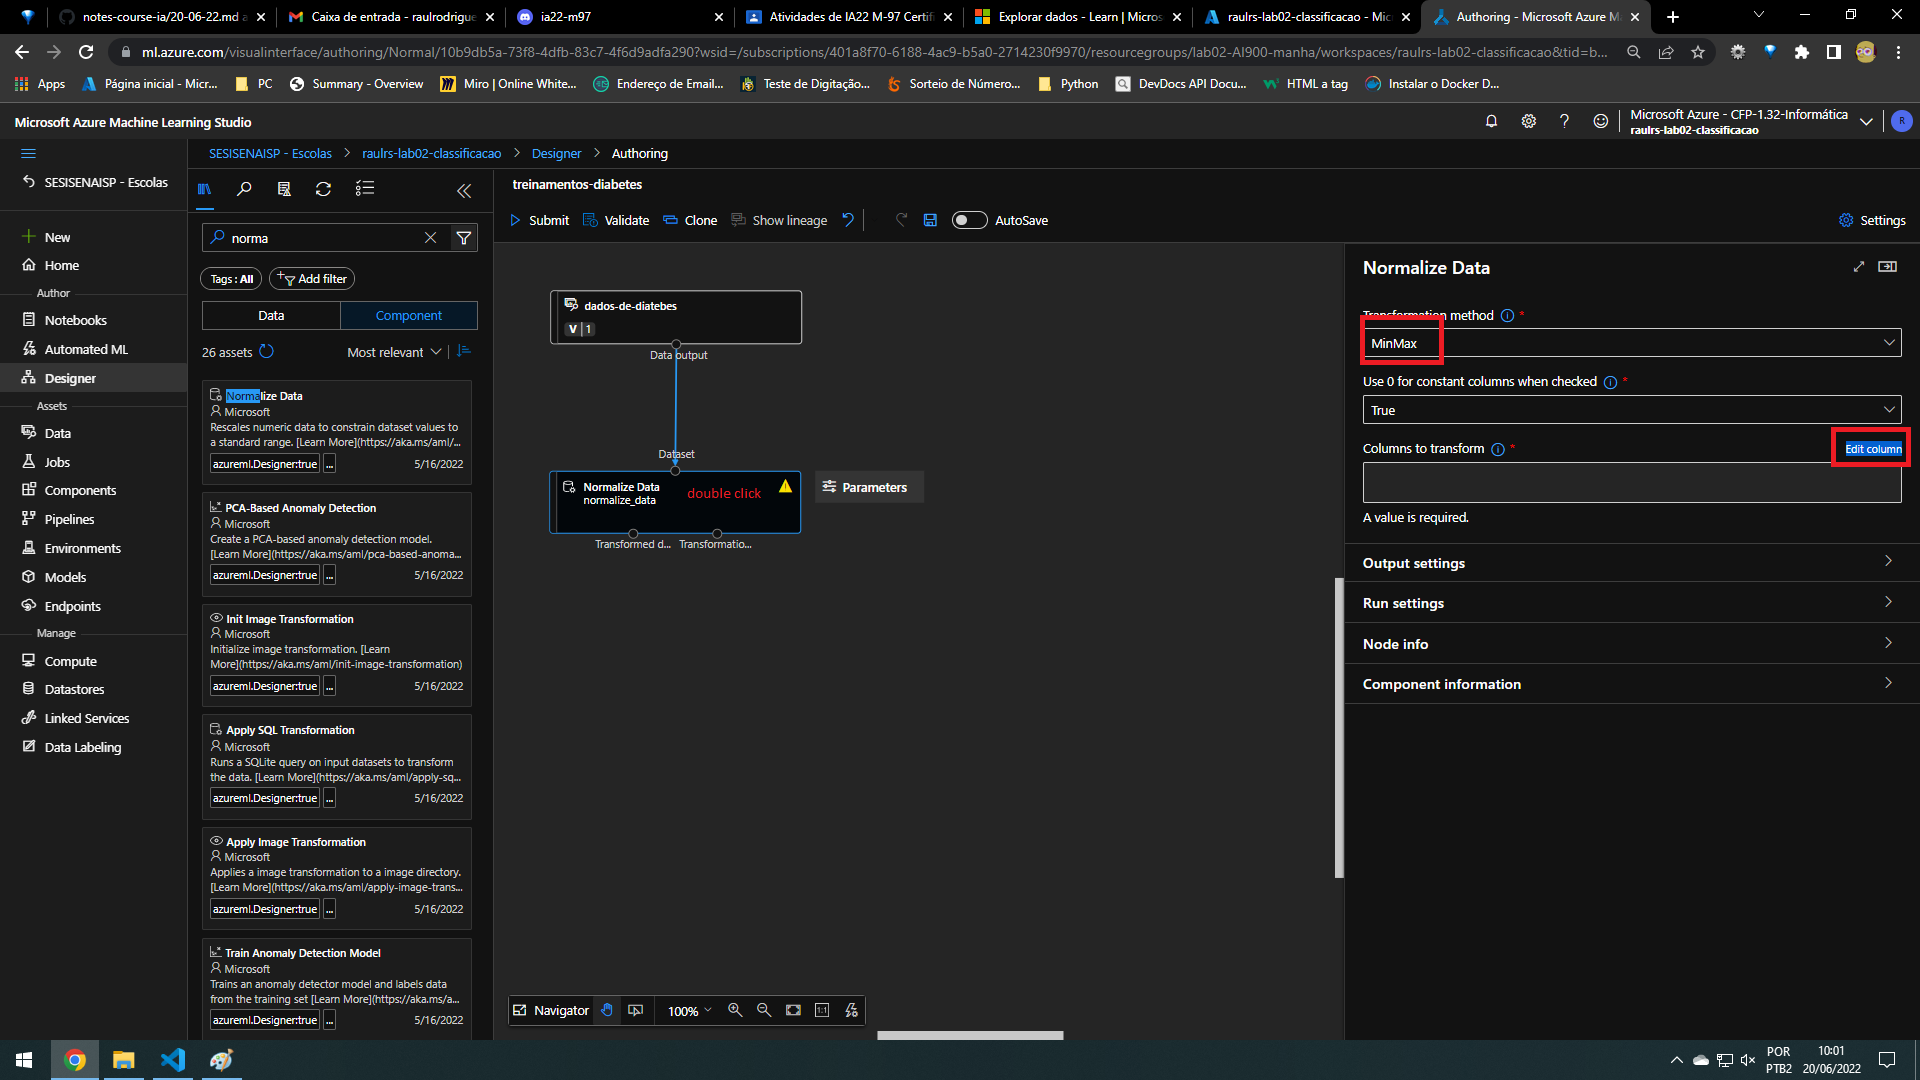 notes-course-ia/20-06-22.md a
Caixa de entrada - raulrodrigue
ia22-m97
Atividades de IA22 M-97 Certifi
Explorar dados - Learn | Micros
raulrs-lab02-classificacao - Mic
Authoring - Microsoft Azure M
ml.azure.com/visualinterface/authoring/Normal/10b9db5a-73f8-4dfb-83c7-4f6d9adfa290?wsid=/subscriptions/401a8f70-6188-4ac9-b5a0-2714230f9970/resourcegroups/lab02-AI900-manha/workspaces/raulrs-lab02-classificacao&tid=b...
Apps
Página inicial - Micr...
PC
Summary - Overview
Miro | Online White...
Endereço de Email...
Teste de Digitação...
Sorteio de Número...
Python
DevDocs API Docu...
HTML a tag
Instalar o Docker D...
Microsoft Azure Machine Learning Studio
Microsoft Azure - CFP-1.32-Informática
raulrs-lab02-classificacao
R
SESISENAISP - Escolas
New
Home
Author
Notebooks
Automated ML
Designer
Assets
Data
Jobs
Components
Pipelines
Environments
Models
Endpoints
Manage
Compute
Datastores
Linked Services
Data Labeling
SESISENAISP - Escolas > raulrs-lab02-classificacao > Designer > Authoring
norma
Tags : All
Add filter
Data
Component
26 assets
Most relevant
Normalize Data
Microsoft
Rescales numeric data to constrain dataset values to
a standard range. [Learn More](https://aka.ms/aml/...
azureml.Designer:true ... 5/16/2022
PCA-Based Anomaly Detection
Microsoft
Create a PCA-based anomaly detection model.
[Learn More](https://aka.ms/aml/pca-based-anoma...
azureml.Designer:true ... 5/16/2022
Init Image Transformation
Microsoft
Initialize image transformation. [Learn
More](https://aka.ms/aml/init-image-transformation)
azureml.Designer:true ... 5/16/2022
Apply SQL Transformation
Microsoft
Runs a SQLite query on input datasets to transform
the data. [Learn More](https://aka.ms/aml/apply-sq...
azureml.Designer:true ... 5/16/2022
Apply Image Transformation
Microsoft
Applies a image transformation to a image directory.
[Learn More](https://aka.ms/aml/apply-image-trans...
azureml.Designer:true ... 5/16/2022
Train Anomaly Detection Model
Microsoft
Trains an anomaly detector model and labels data
from the training set [Learn More](https://aka.ms/a...
azureml.Designer:true ... 5/16/2022
treinamentos-diabetes
Submit
Validate
Clone
Show lineage
AutoSave
Settings
dados-de-diatebes
V | 1
Data output
Dataset
Normalize Data
normalize_data
double click
Parameters
Transformed d...
Transformatio...
Navigator
100%
1:1
Normalize Data
Transformation method *
MinMax
Use 0 for constant columns when checked *
True
Columns to transform *
Edit column
A value is required.
Output settings
Run settings
Node info
Component information
POR
PTB2
10:01
20/06/2022